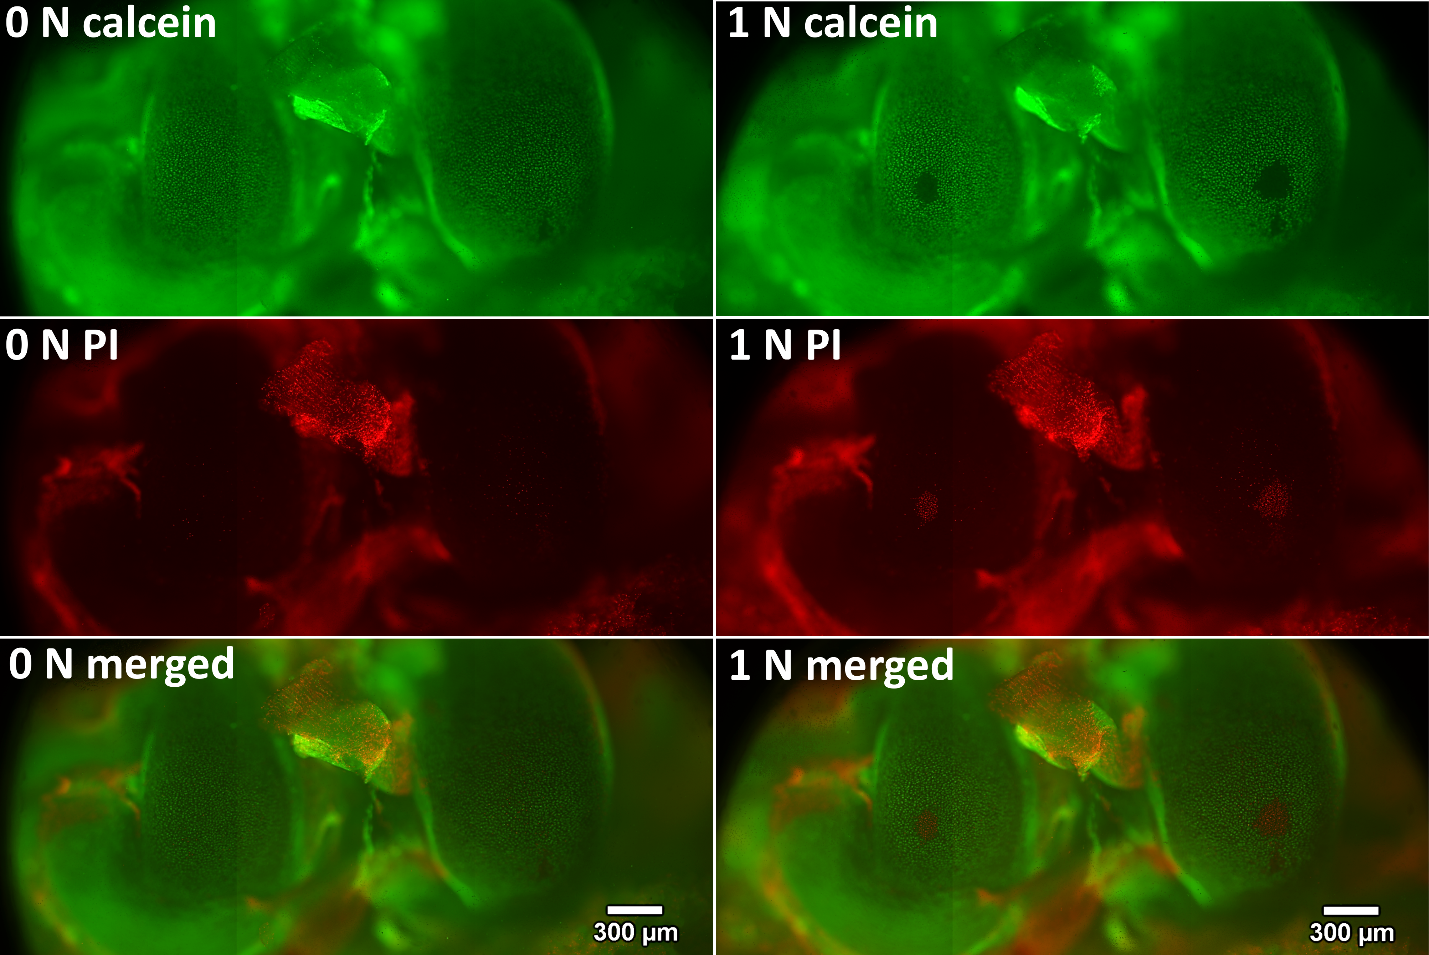 0 N calcein
1 N calcein
0 N PI
1 N PI
0 N merged
1 N merged
300 µm
300 µm